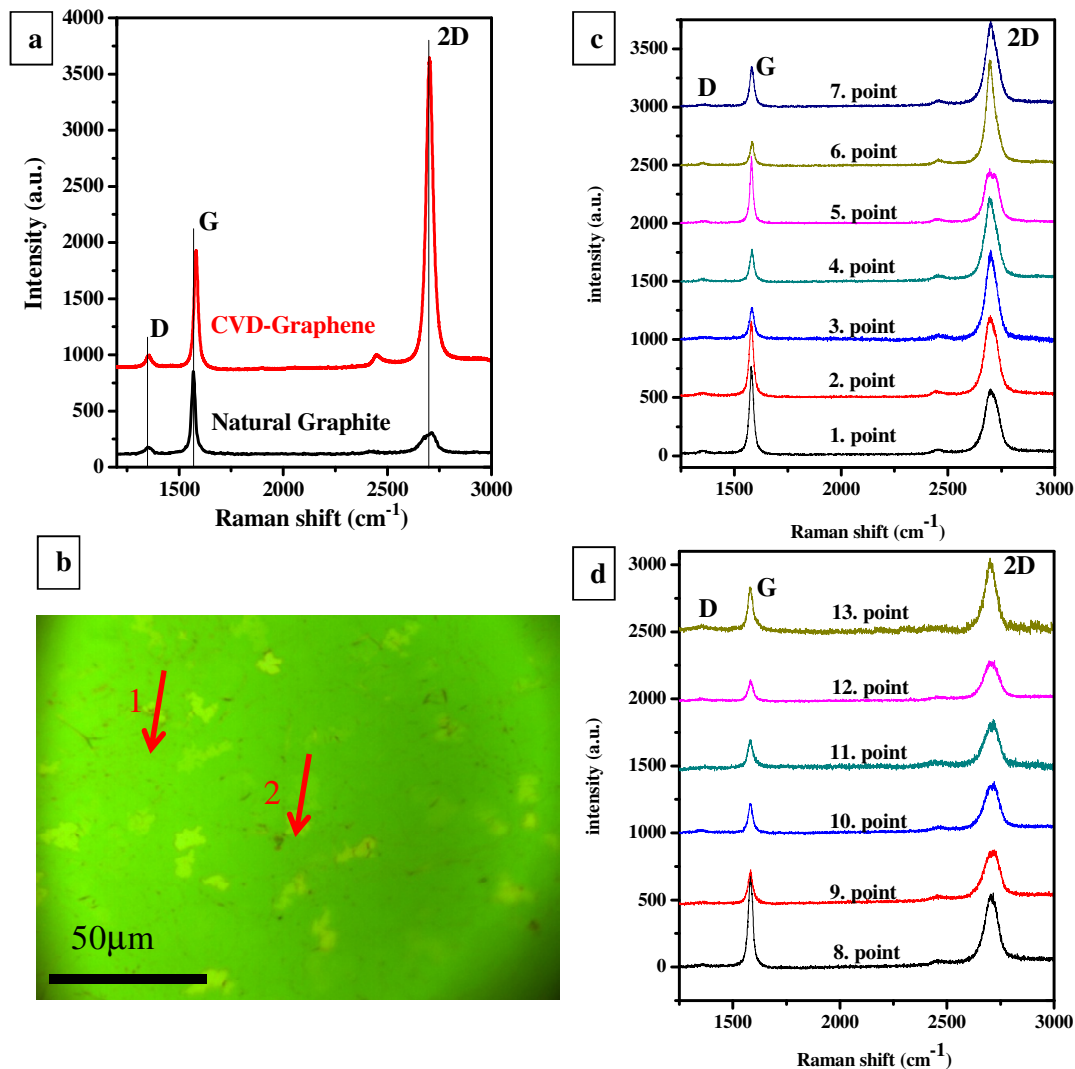 a
4000
3500
3000
2500
2000
1500
1000
500
0
Intensity (a.u.)
2D
G
D
CVD-Graphene
Natural Graphite
1500 2000 2500 3000
Raman shift (cm-1)
b
1
2
50μm
c
3500
3000
2500
2000
1500
1000
500
0
intensity (a.u.)
2D
G
D
7. point
6. point
5. point
4. point
3. point
2. point
1. point
1500 2000 2500 3000
Raman shift (cm-1)
d
3000
2500
2000
1500
1000
500
0
intensity (a.u.)
2D
G
D
13. point
12. point
11. point
10. point
9. point
8. point
1500 2000 2500 3000
Raman shift (cm-1)